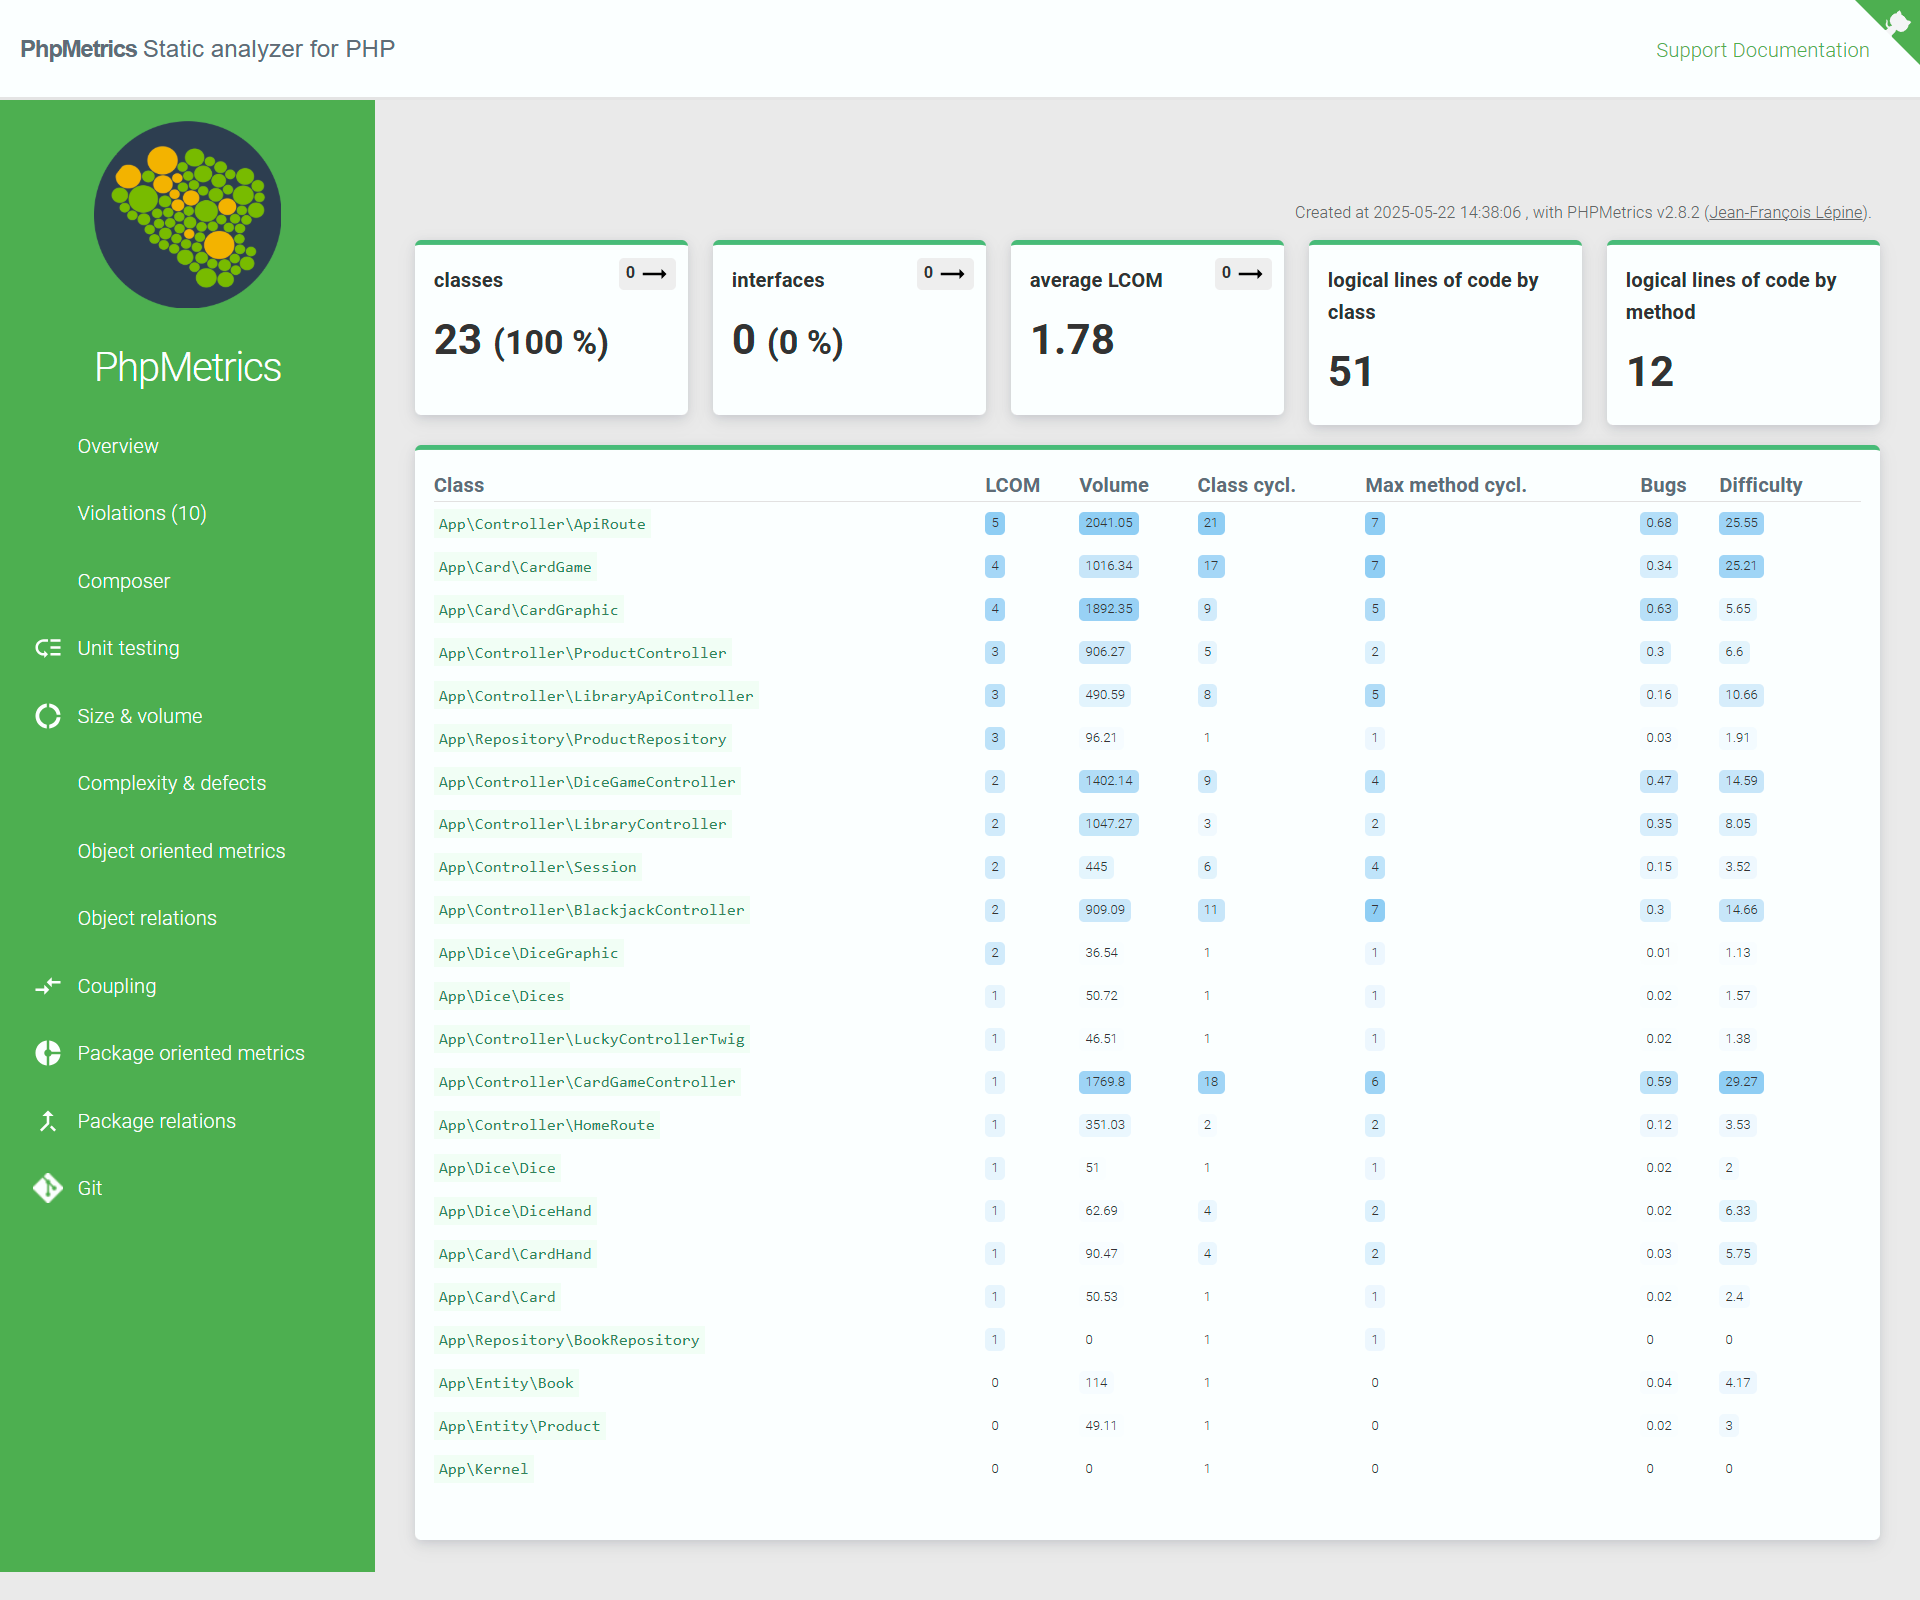 PhpMetrics Static analyzer for PHP
Support Documentation
PhpMetrics
Overview
Violations (10)
Composer
Unit testing
Size & volume
Complexity & defects
Object oriented metrics
Object relations
Coupling
Package oriented metrics
Package relations
Git
Created at 2025-05-22 14:38:06 , with PHPMetrics v2.8.2 (Jean-François Lépine).
classes 0
23 (100 %)
interfaces 0
0 (0 %)
average LCOM 0
1.78
logical lines of code by
class
51
logical lines of code by
method
12
Class LCOM Volume Class cycl. Max method cycl. Bugs Difficulty
App\Controller\ApiRoute 5 2041.05 21 7 0.68 25.55
App\Card\CardGame 4 1016.34 17 7 0.34 25.21
App\Card\CardGraphic 4 1892.35 9 5 0.63 5.65
App\Controller\ProductController 3 906.27 5 2 0.3 6.6
App\Controller\LibraryApiController 3 490.59 8 5 0.16 10.66
App\Repository\ProductRepository 3 96.21 1 1 0.03 1.91
App\Controller\DiceGameController 2 1402.14 9 4 0.47 14.59
App\Controller\LibraryController 2 1047.27 3 2 0.35 8.05
App\Controller\Session 2 445 6 4 0.15 3.52
App\Controller\BlackjackController 2 909.09 11 7 0.3 14.66
App\Dice\DiceGraphic 2 36.54 1 1 0.01 1.13
App\Dice\Dices 1 50.72 1 1 0.02 1.57
App\Controller\LuckyControllerTwig 1 46.51 1 1 0.02 1.38
App\Controller\CardGameController 1 1769.8 18 6 0.59 29.27
App\Controller\HomeRoute 1 351.03 2 2 0.12 3.53
App\Dice\Dice 1 51 1 1 0.02 2
App\Dice\DiceHand 1 62.69 4 2 0.02 6.33
App\Card\CardHand 1 90.47 4 2 0.03 5.75
App\Card\Card 1 50.53 1 1 0.02 2.4
App\Repository\BookRepository 1 0 1 1 0 0
App\Entity\Book 0 114 1 0 0.04 4.17
App\Entity\Product 0 49.11 1 0 0.02 3
App\Kernel 0 0 1 0 0 0